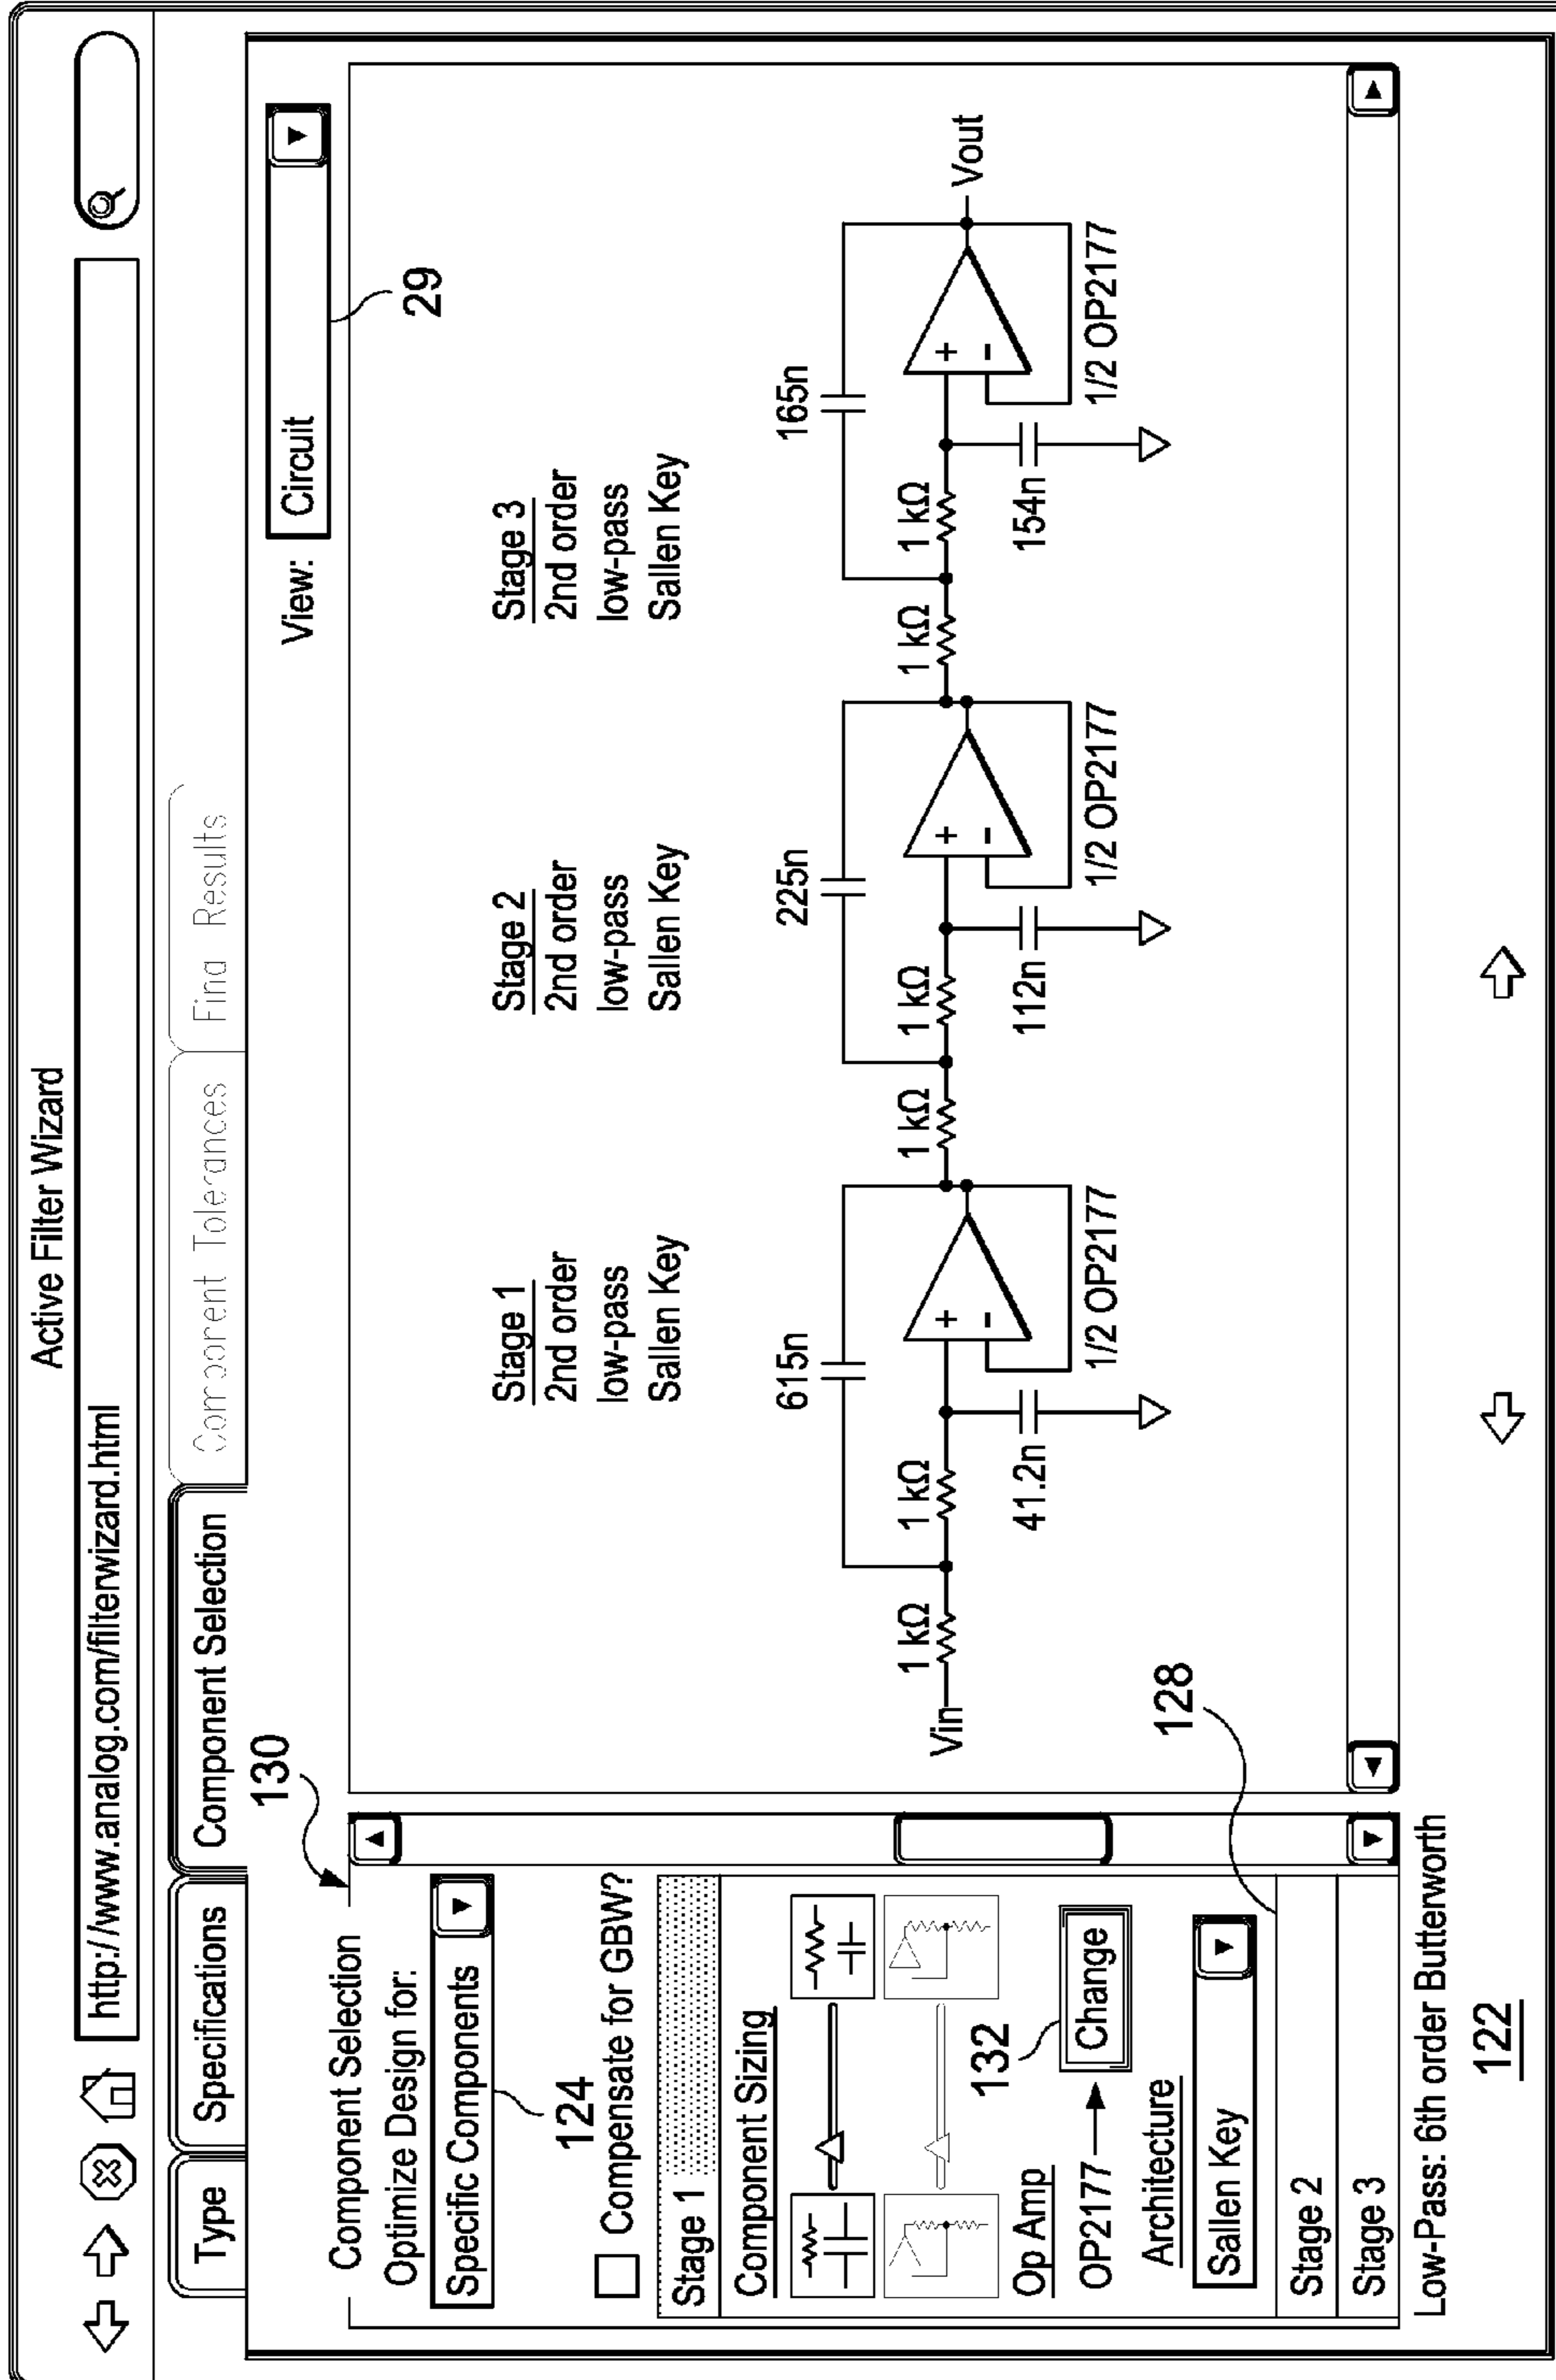 Active Filter Wizard
http://www.analog.com/filterwizard.html
Type
Specifications
Component Selection
Component Tolerances
Final Results
130
View:
Circuit
29
Component Selection
Optimize Design for:
Specific Components
124
Compensate for GBW?
Stage 1
Component Sizing
Op Amp
132
OP2177
Change
Architecture
Sallen Key
128
Stage 2
Stage 3
Stage 1
2nd order
low-pass
Sallen Key
Stage 2
2nd order
low-pass
Sallen Key
Stage 3
2nd order
low-pass
Sallen Key
615n
225n
165n
Vin
1 kΩ
1 kΩ
1 kΩ
1 kΩ
1 kΩ
1 kΩ
Vout
+
-
+
-
+
-
41.2n
112n
154n
1/2 OP2177
1/2 OP2177
1/2 OP2177
Low-Pass: 6th order Butterworth
122